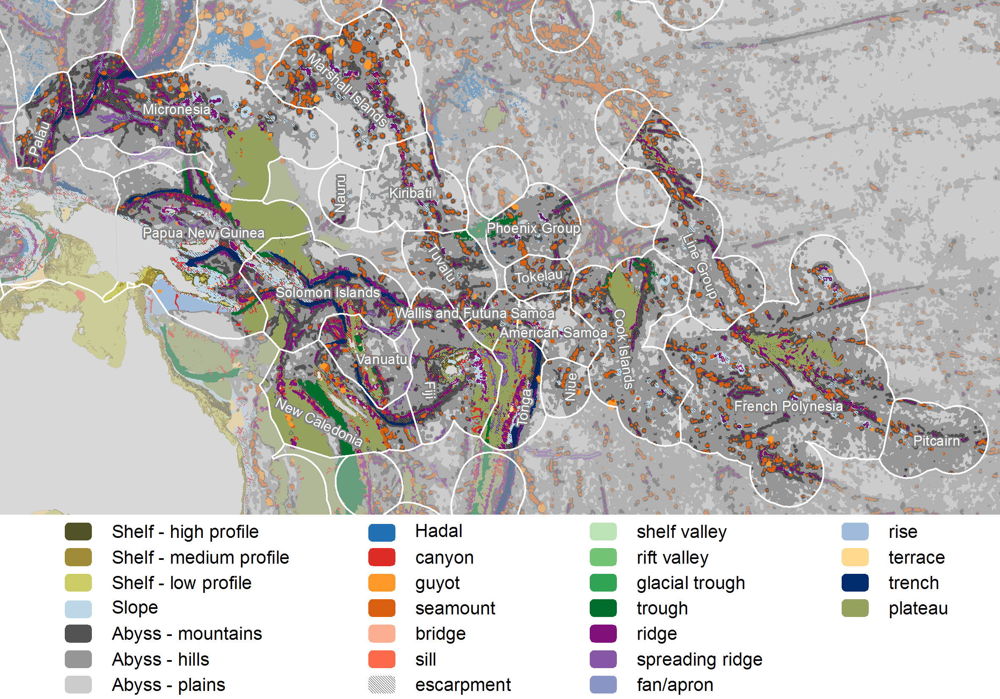 Marshall Islands
Micronesia
Palau
Nauru
Kiribati
Papua New Guinea
Phoenix Group
Tuvalu
Tokelau
Line Group
Solomon Islands
Wallis and Futuna Samoa
American Samoa
Cook Islands
Vanuatu
Fiji
Niue
Tonga
New Caledonia
French Polynesia
Pitcairn
Shelf - high profile
Shelf - medium profile
Shelf - low profile
Slope
Abyss - mountains
Abyss - hills
Abyss - plains
Hadal
canyon
guyot
seamount
bridge
sill
escarpment
shelf valley
rift valley
glacial trough
trough
ridge
spreading ridge
fan/apron
rise
terrace
trench
plateau